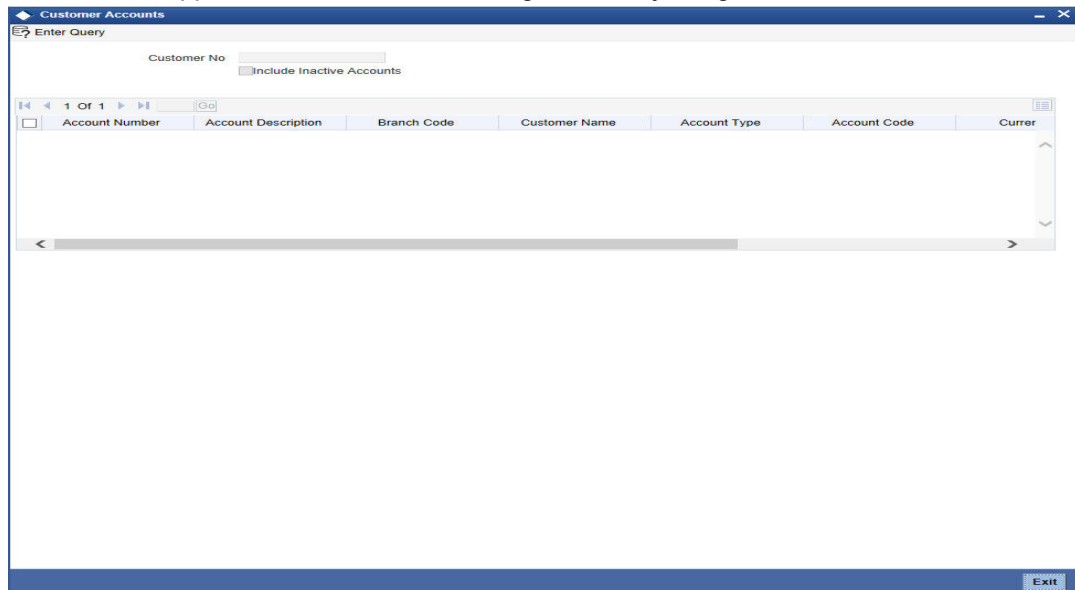 Customer Accounts
Enter Query
Customer No
Include Inactive Accounts
1 Of 1 Go
Account Number Account Description Branch Code Customer Name Account Type Account Code Curren
Exit